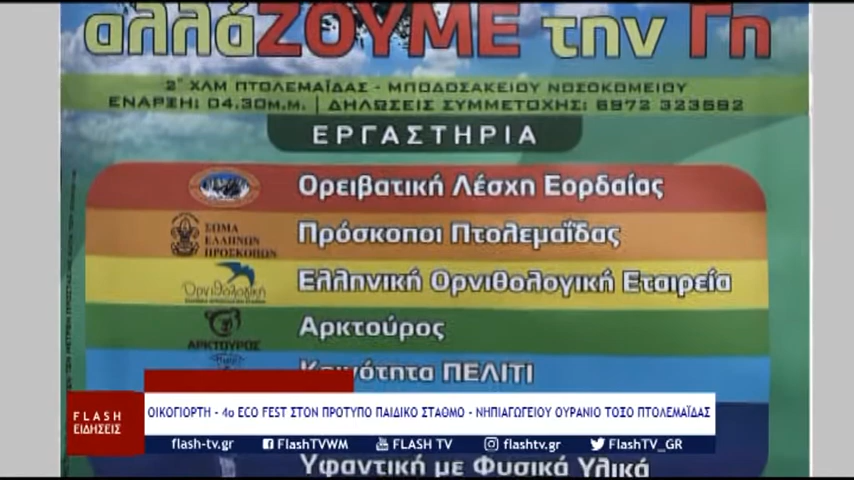 αλλάΖΟΥΜΕ την Γη
2° ΧΛΜ ΠΤΟΛΕΜΑΪΔΑΣ - ΜΠΟΔΟΣΑΚΕΙΟΥ ΝΟΣΟΚΟΜΕΙΟΥ
ΕΝΑΡΞΗ: 04.30Μ.Μ. | ΔΗΛΩΣΕΙΣ ΣΥΜΜΕΤΟΧΗΣ: 6972 323582
ΕΡΓΑΣΤΗΡΙΑ
Ορειβατική Λέσχη Εορδαίας
ΣΩΜΑ
ΕΛΛΗΝΩΝ
ΠΡΟΣΚΟΠΩΝ
Πρόσκοποι Πτολεμαΐδας
Ορνιθολογική
Ελληνική Ορνιθολογική Εταιρεία
ΑΡΚΤΟΥΡΟΣ
Αρκτούρος
Κοινότητα ΠΕΛΙΤΙ
FLASH
ΕΙΔΗΣΕΙΣ
ΟΙΚΟΓΙΟΡΤΗ - 4ο ECO FEST ΣΤΟΝ ΠΡΟΤΥΠΟ ΠΑΙΔΙΚΟ ΣΤΑΘΜΟ - ΝΗΠΙΑΓΩΓΕΙΟΥ ΟΥΡΑΝΙΟ ΤΟΞΟ ΠΤΟΛΕΜΑΪΔΑΣ
flash-tv.gr FlashTVWM FLASH TV flashtv.gr FlashTV_GR
Υφαντική με Φυσικά Υλικά